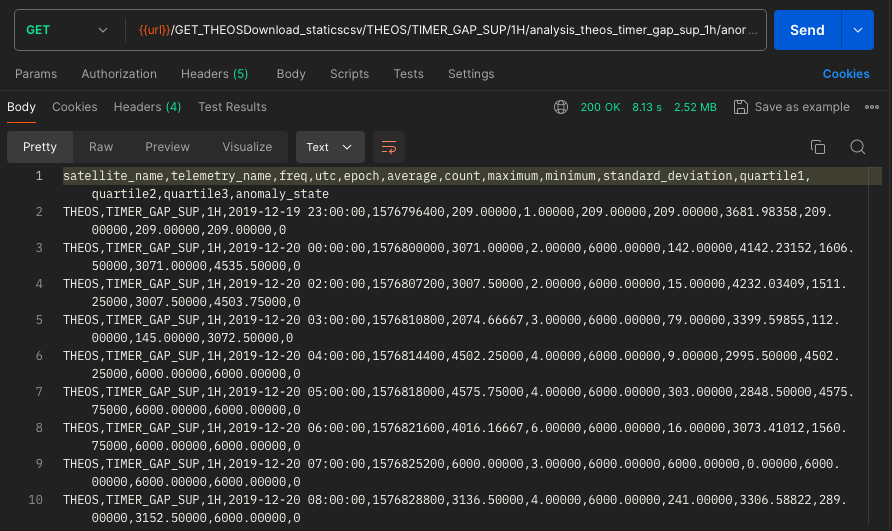 GET
{{url}}/GET_THEOSDownload_staticscsv/THEOS/TIMER_GAP_SUP/1H/analysis_theos_timer_gap_sup_1h/anor ...
Send
Params Authorization Headers (5) Body Scripts Tests Settings Cookies
Body Cookies Headers (4) Test Results 200 OK 8.13 s 2.52 MB Save as example
Pretty Raw Preview Visualize Text
1 satellite_name,telemetry_name,freq,utc,epoch,average,count,maximum,minimum,standard_deviation,quartile1,
quartile2,quartile3,anomaly_state
2 THEOS,TIMER_GAP_SUP,1H,2019-12-19 23:00:00,1576796400,209.00000,1.00000,209.00000,209.00000,3681.98358,209.
00000,209.00000,209.00000,0
3 THEOS,TIMER_GAP_SUP,1H,2019-12-20 00:00:00,1576800000,3071.00000,2.00000,6000.00000,142.00000,4142.23152,1606.
50000,3071.00000,4535.50000,0
4 THEOS,TIMER_GAP_SUP,1H,2019-12-20 02:00:00,1576807200,3007.50000,2.00000,6000.00000,15.00000,4232.03409,1511.
25000,3007.50000,4503.75000,0
5 THEOS,TIMER_GAP_SUP,1H,2019-12-20 03:00:00,1576810800,2074.66667,3.00000,6000.00000,79.00000,3399.59855,112.
00000,145.00000,3072.50000,0
6 THEOS,TIMER_GAP_SUP,1H,2019-12-20 04:00:00,1576814400,4502.25000,4.00000,6000.00000,9.00000,2995.50000,4502.
25000,6000.00000,6000.00000,0
7 THEOS,TIMER_GAP_SUP,1H,2019-12-20 05:00:00,1576818000,4575.75000,4.00000,6000.00000,303.00000,2848.50000,4575.
75000,6000.00000,6000.00000,0
8 THEOS,TIMER_GAP_SUP,1H,2019-12-20 06:00:00,1576821600,4016.16667,6.00000,6000.00000,16.00000,3073.41012,1560.
75000,6000.00000,6000.00000,0
9 THEOS,TIMER_GAP_SUP,1H,2019-12-20 07:00:00,1576825200,6000.00000,3.00000,6000.00000,6000.00000,0.00000,6000.
00000,6000.00000,6000.00000,0
10 THEOS,TIMER_GAP_SUP,1H,2019-12-20 08:00:00,1576828800,3136.50000,4.00000,6000.00000,241.00000,3306.58822,289.
00000,3152.50000,6000.00000,0